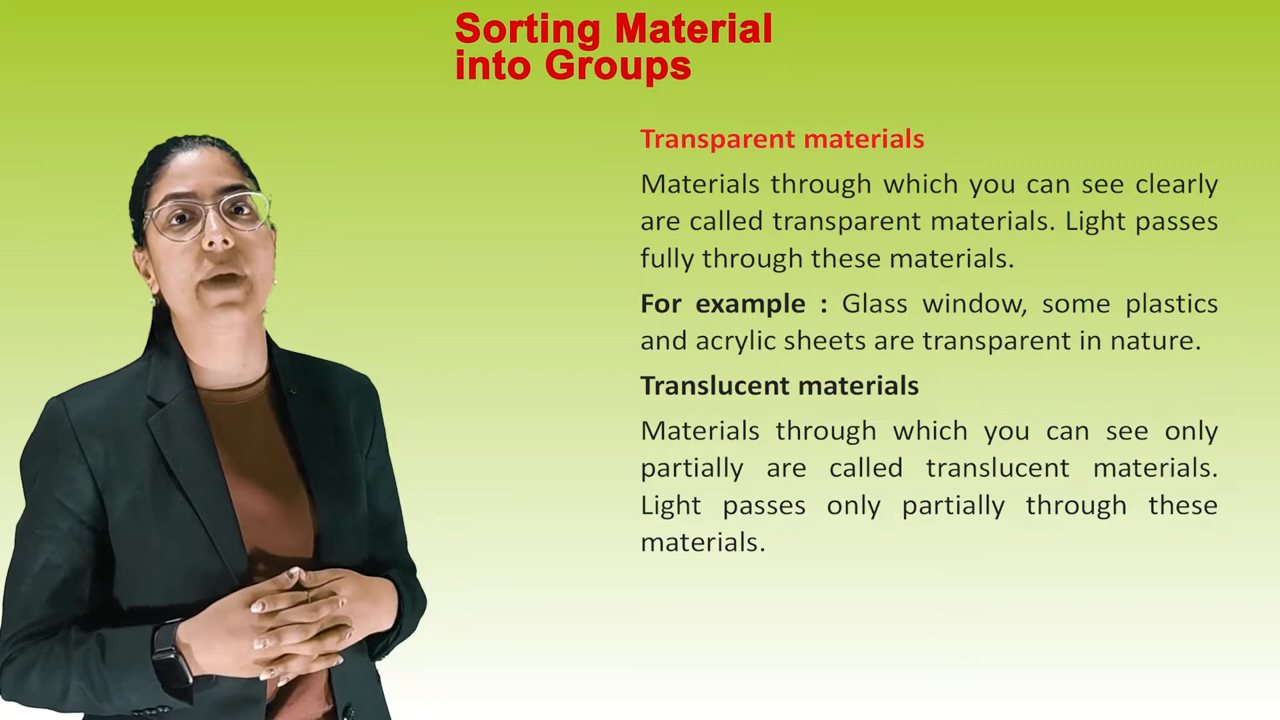 Sorting Material
into Groups
Transparent materials
Materials through which you can see clearly
are called transparent materials. Light passes
fully through these materials.
For example : Glass window, some plastics
and acrylic sheets are transparent in nature.
Translucent materials
Materials through which you can see only
partially are called translucent materials.
Light passes only partially through these
materials.